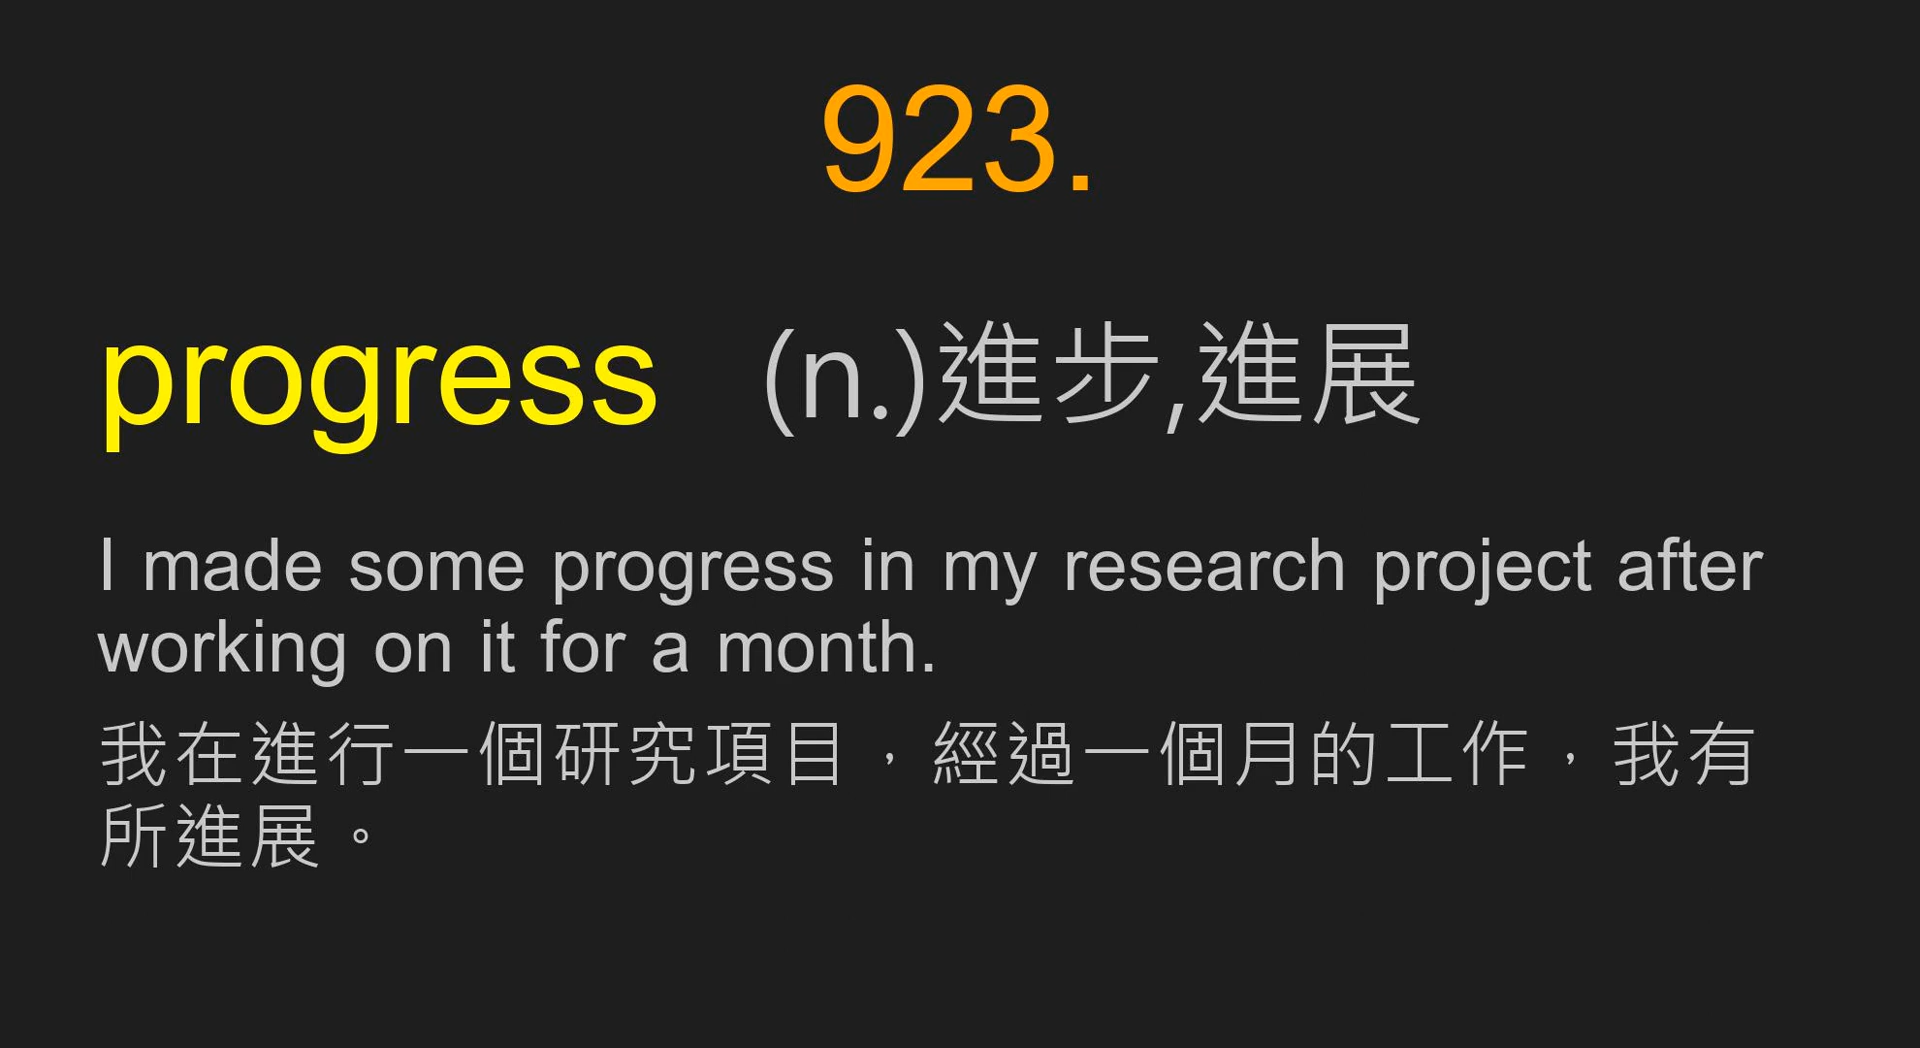 923.
progress (n.)進步,進展
I made some progress in my research project after
working on it for a month.
我在進行一個研究項目，經過一個月的工作，我有
所進展。